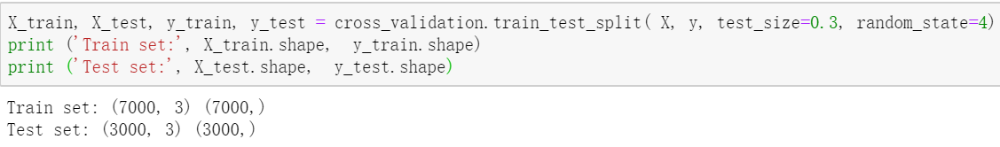 X_train, X_test, y_train, y_test = cross_validation.train_test_split( X, y, test_size=0.3, random_state=4)
print ('Train set:', X_train.shape,  y_train.shape)
print ('Test set:', X_test.shape,  y_test.shape)
Train set: (7000, 3) (7000,)
Test set: (3000, 3) (3000,)